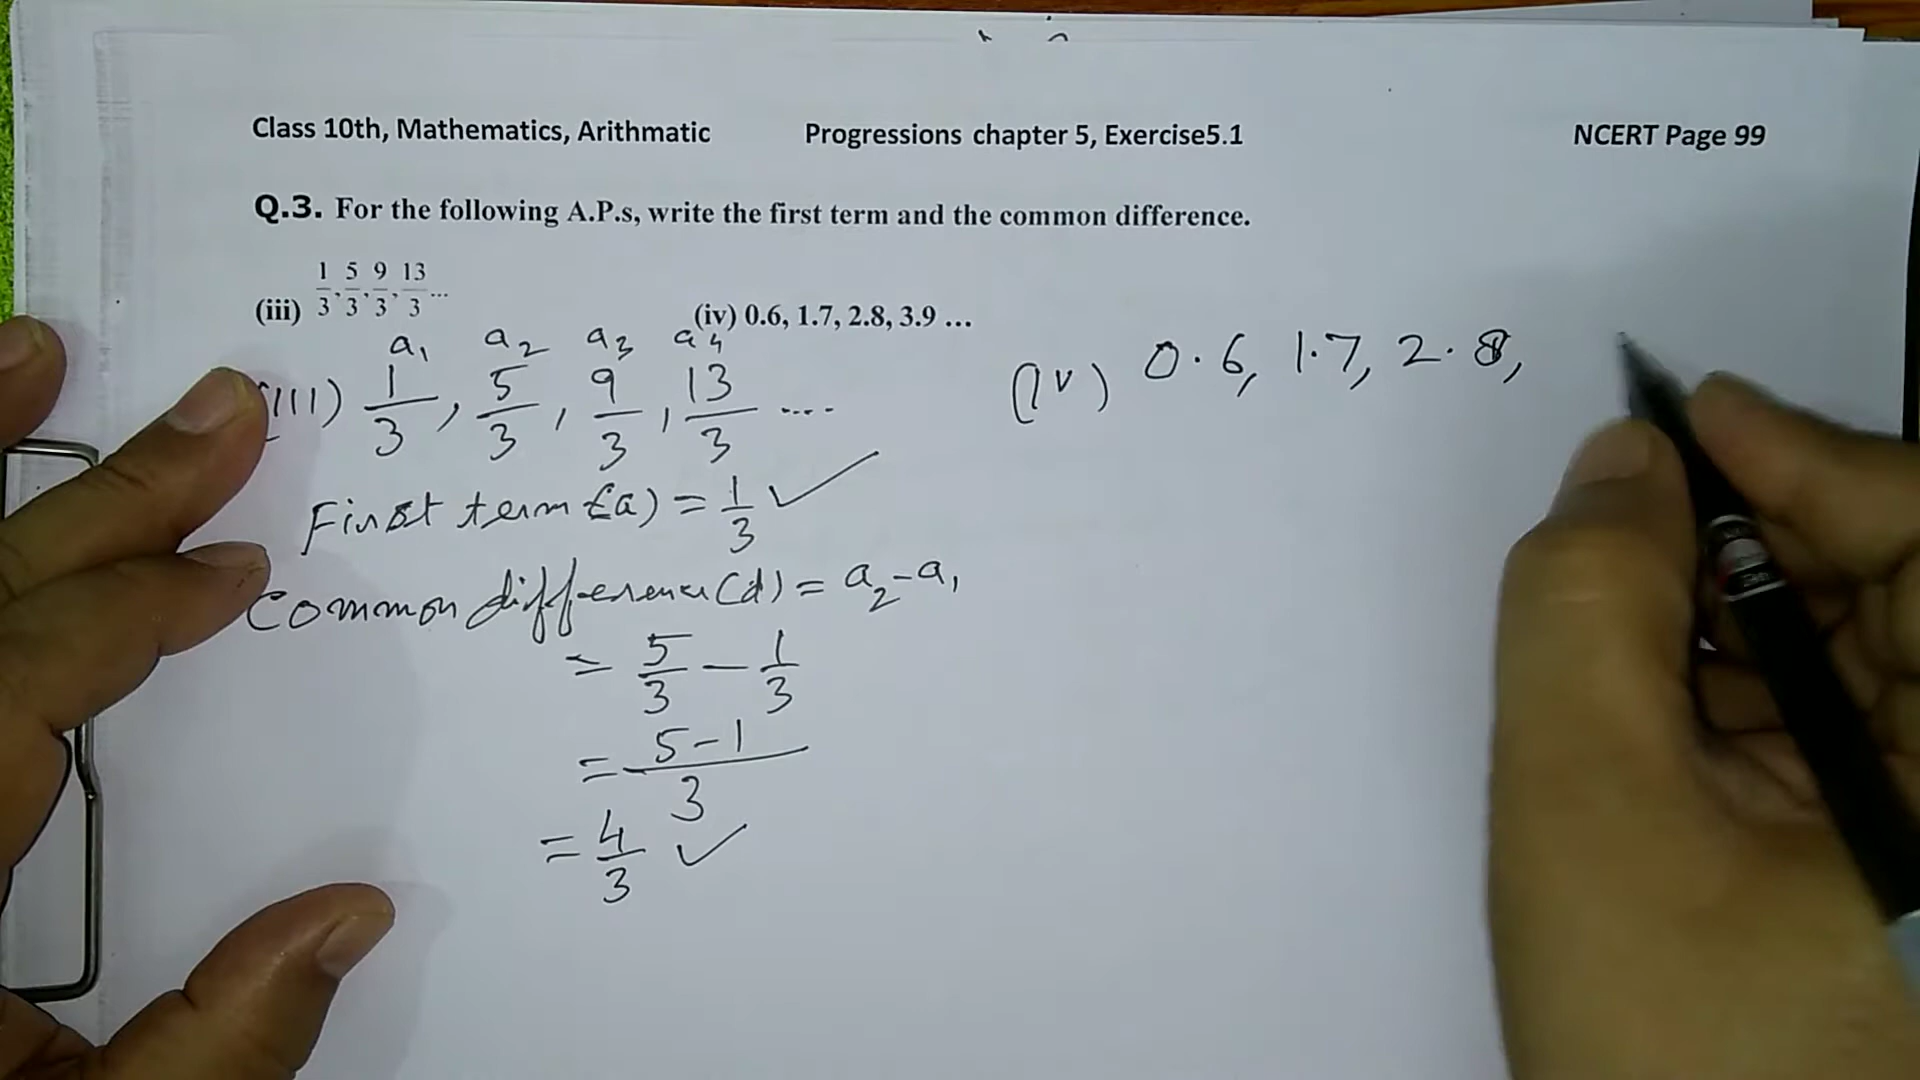 Class 10th, Mathematics, Arithmatic Progressions chapter 5, Exercise5.1 NCERT Page 99
Q.3. For the following A.P.s, write the first term and the common difference.
(iii) 1/3, 5/3, 9/3, 13/3 ...
(iv) 0.6, 1.7, 2.8, 3.9 ...
a1 a2 a3 a4
(III) 1/3, 5/3, 9/3, 13/3 ....
First term (a) = 1/3 ✓
Common difference (d) = a2 - a1
= 5/3 - 1/3
= 5-1/3
= 4/3 ✓
(IV) 0.6, 1.7, 2.8,